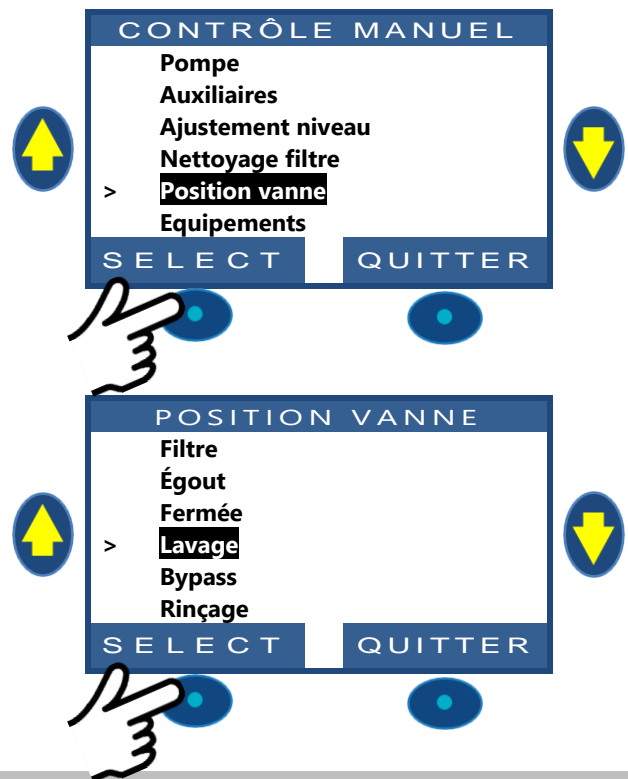 CONTRÔLE MANUEL
Pompe
Auxiliaires
Ajustement niveau
Nettoyage filtre
> Position vanne
Equipements
SELECT QUITTER
POSITION VANNE
Filtre
Égout
Fermée
> Lavage
Bypass
Rinçage
SELECT QUITTER